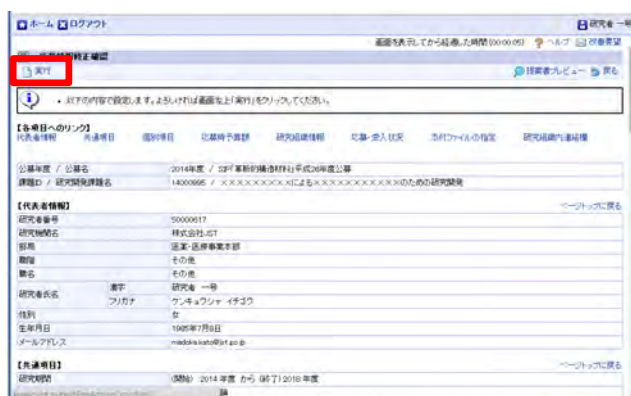 ホーム ログアウト 研究者 一号
画面を表示してから経過した時間(00:00:05) ヘルプ 改善要望
修正確認
実行 提案者プレビュー 戻る
・以下の内容で設定します。よろしければ画面左上「実行」をクリックしてください。
【各項目へのリンク】
代表者情報 共通項目 個別項目 応募時予算額 研究組織情報 応募・受入状況 添付ファイルの指定 研究組織内連絡欄
公募年度 / 公募名 2014年度 / SIP「革新的構造材料」平成26年度公募
課題ID / 研究開発課題名 14000865 / ××××××××による×××××××××××のための研究開発
【代表者情報】 ページトップに戻る
研究者番号 50000617
研究機関名 株式会社JST
部局 医薬・医療事業本部
職階 その他
職名 その他
研究者氏名 漢字 研究者 一号
フリガナ ケンキュウシャ イチゴウ
性別 女
生年月日 1985年7月8日
メールアドレス madoka.kato@jst.go.jp
【共通項目】 ページトップに戻る
研究期間 (開始) 2014 年度 から (終了) 2018 年度